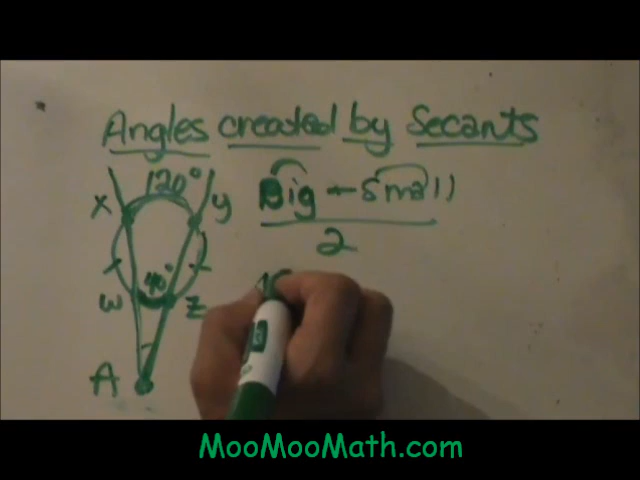 Angles created by Secants
120°
X
y
Big - Small
2
40°
W
Z
A
MooMooMath.com